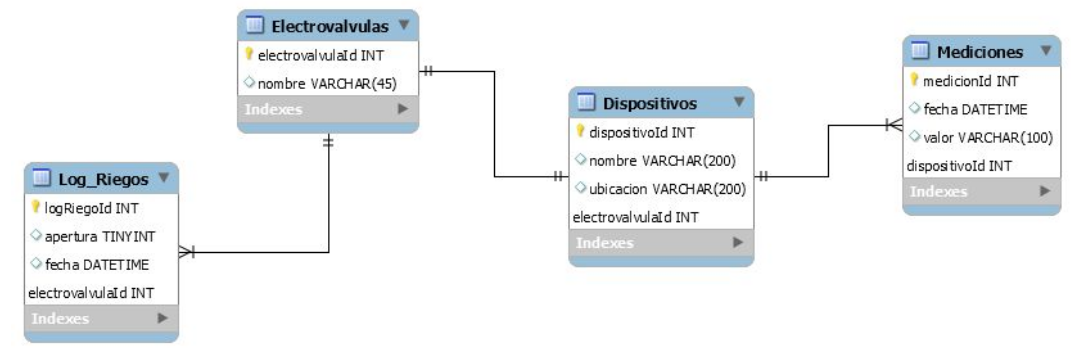 Electrovalvulas
electrovalvulaId INT
nombre VARCHAR(45)
Indexes
Log_Riegos
logRiegoId INT
apertura TINYINT
fecha DATETIME
electrovalvulaId INT
Indexes
Dispositivos
dispositivoId INT
nombre VARCHAR(200)
ubicacion VARCHAR(200)
electrovalvulaId INT
Indexes
Mediciones
medicionId INT
fecha DATETIME
valor VARCHAR(100)
dispositivoId INT
Indexes